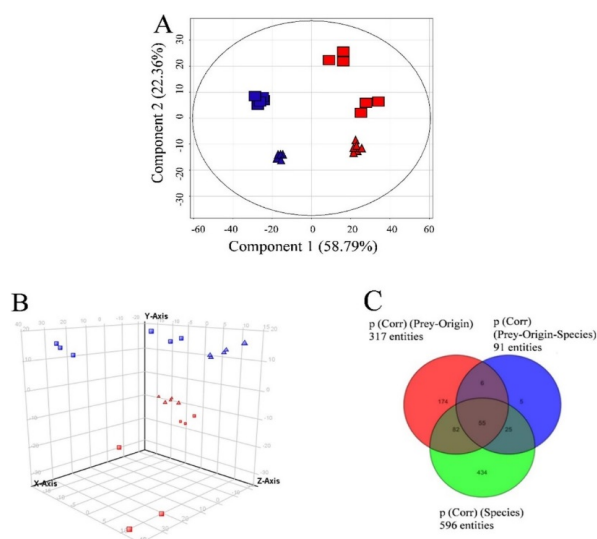 A
Component 2 (22.36%)
30
20
10
0
-10
-20
-30
-60 -40 -20 0 20 40 60
Component 1 (58.79%)
B
Y-Axis
X-Axis
Z-Axis
C
p (Corr) (Prey-Origin)
317 entities
p (Corr)
(Prey-Origin-Species)
91 entities
174
6
5
82
55
25
434
p (Corr) (Species)
596 entities